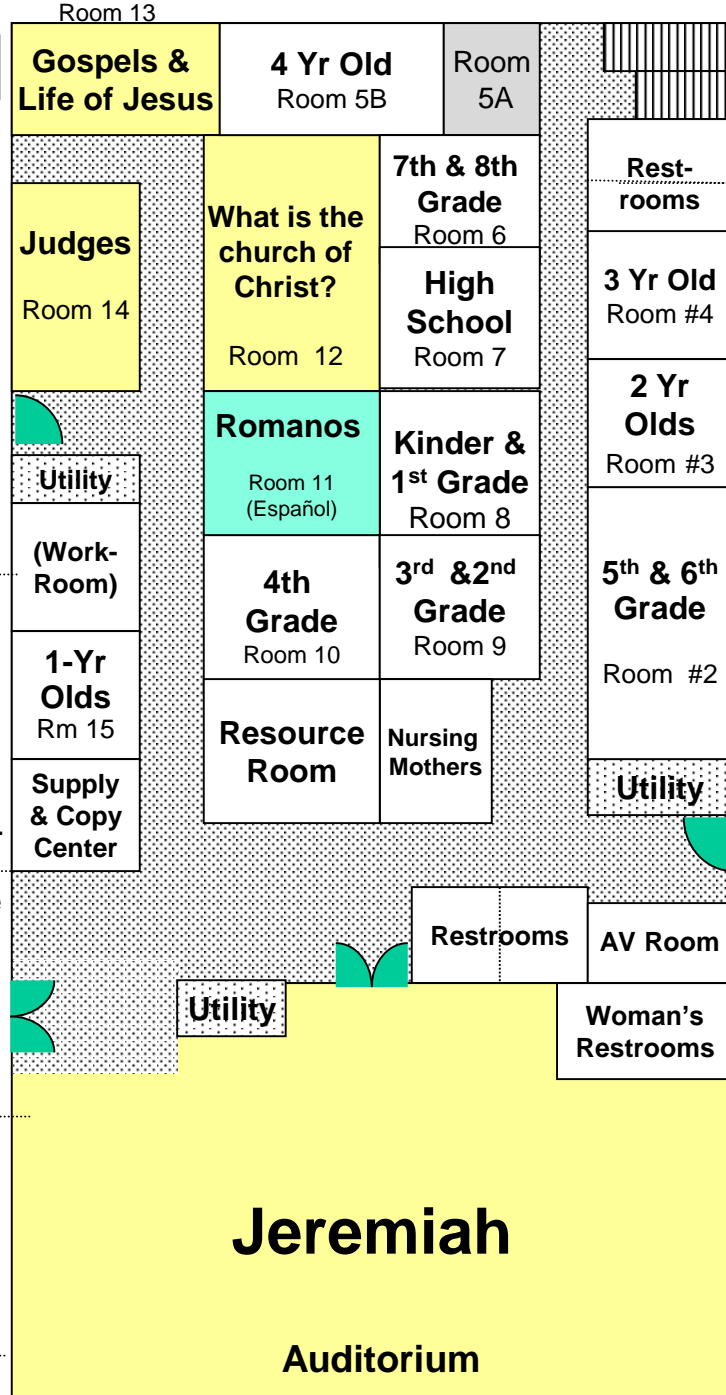 Room 13
Gospels &
Life of Jesus
4 Yr Old
Room 5B
Room
5A
7th & 8th
Grade
Room 6
Rest-
rooms
What is the
church of
Christ?
Room 12
Judges
Room 14
High
School
Room 7
3 Yr Old
Room #4
2 Yr
Olds
Room #3
Romanos
Room 11
(Español)
Kinder &
1st Grade
Room 8
Utility
(Work-
Room)
4th
Grade
Room 10
3rd &2nd
Grade
Room 9
5th & 6th
Grade
Room #2
1-Yr
Olds
Rm 15
Resource
Room
Nursing
Mothers
Supply
& Copy
Center
Utility
Restrooms
AV Room
Utility
Woman’s
Restrooms
Jeremiah
Auditorium